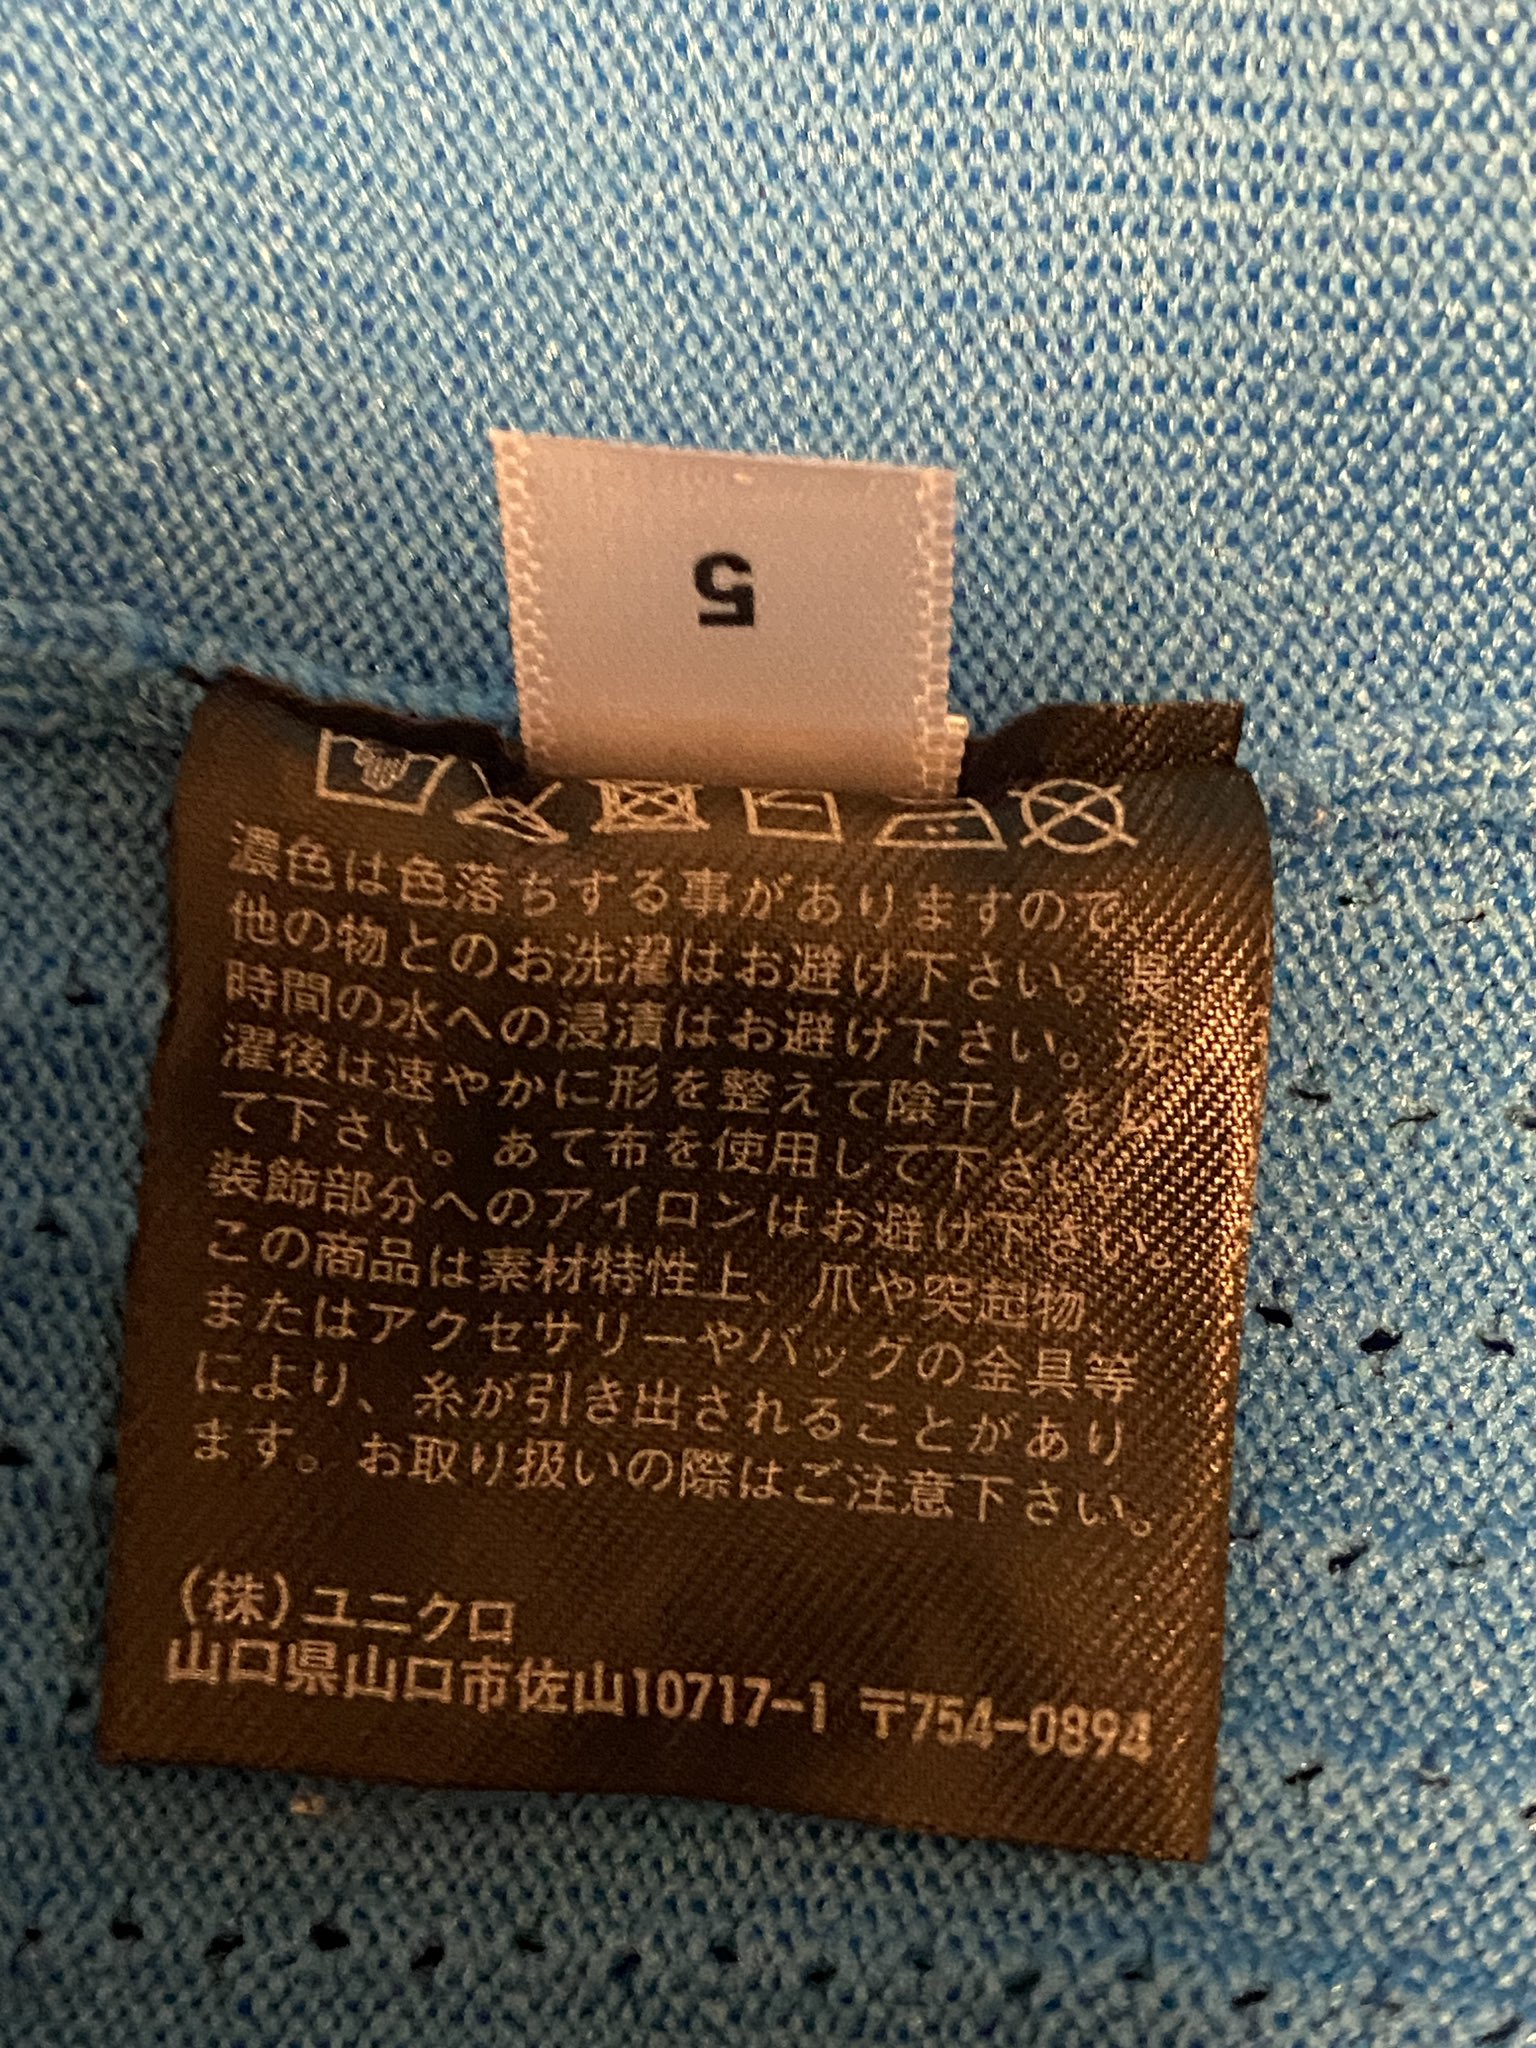 5
濃色は色落ちする事がありますので、
他の物とのお洗濯はお避け下さい。長
時間の水への浸漬はお避け下さい。洗
濯後は速やかに形を整えて陰干しをし
て下さい。あて布を使用して下さい。
装飾部分へのアイロンはお避け下さい。
この商品は素材特性上、爪や突起物、
またはアクセサリーやバッグの金具等
により、糸が引き出されることがあり
ます。お取り扱いの際はご注意下さい。
(株)ユニクロ
山口県山口市佐山10717-1 〒754-0894